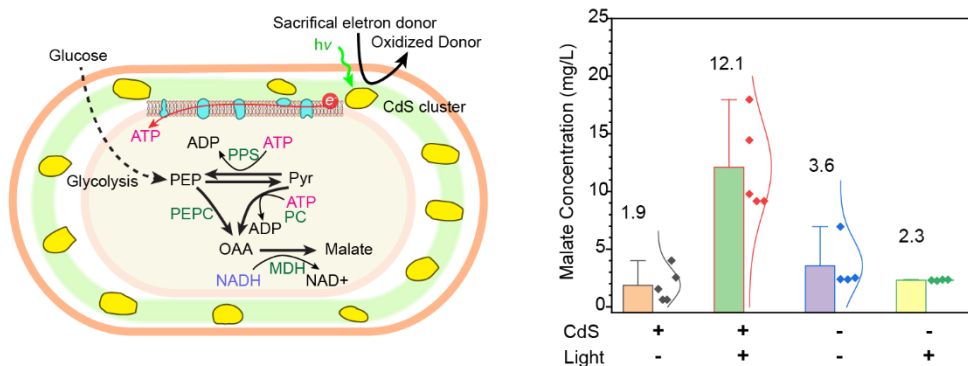 Sacrifical eletron donor
Oxidized Donor
hv
Glucose
CdS cluster
e⁻
ATP
ADP
ATP
PPS
Glycolysis
PEP
Pyr
ATP
PEPC
PC
ADP
OAA
Malate
MDH
NADH
NAD+
Malate Concentration (mg/L)
25
20
15
10
5
0
1.9
12.1
3.6
2.3
CdS + + - -
Light - + - +